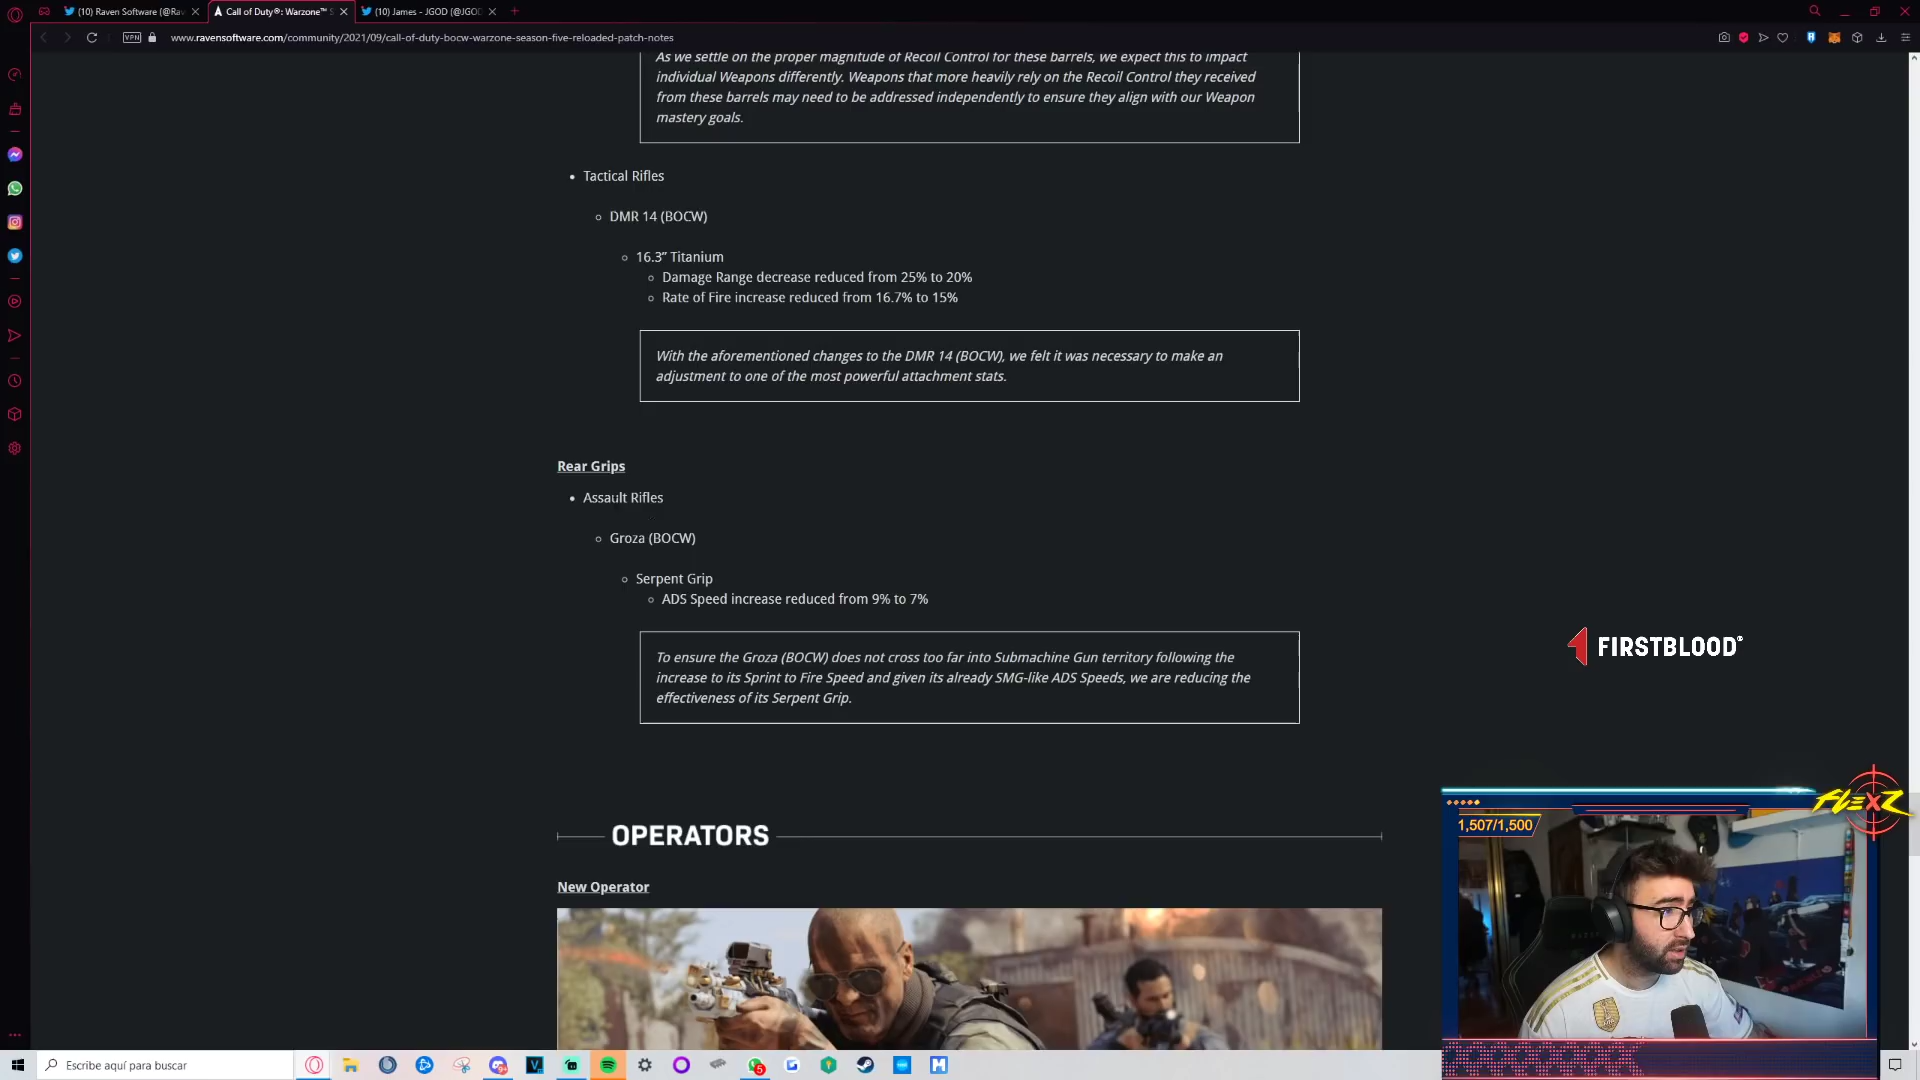 (10) Raven Software (@Rav
Call of Duty®: Warzone™ S
(10) James - JGOD (@JGOD
VPN
www.ravensoftware.com/community/2021/09/call-of-duty-bocw-warzone-season-five-reloaded-patch-notes
As we settle on the proper magnitude of Recoil Control for these barrels, we expect this to impact
individual Weapons differently. Weapons that more heavily rely on the Recoil Control they received
from these barrels may need to be addressed independently to ensure they align with our Weapon
mastery goals.
Tactical Rifles
DMR 14 (BOCW)
16.3” Titanium
Damage Range decrease reduced from 25% to 20%
Rate of Fire increase reduced from 16.7% to 15%
With the aforementioned changes to the DMR 14 (BOCW), we felt it was necessary to make an
adjustment to one of the most powerful attachment stats.
Rear Grips
Assault Rifles
Groza (BOCW)
Serpent Grip
ADS Speed increase reduced from 9% to 7%
To ensure the Groza (BOCW) does not cross too far into Submachine Gun territory following the
increase to its Sprint to Fire Speed and given its already SMG-like ADS Speeds, we are reducing the
effectiveness of its Serpent Grip.
FIRSTBLOOD
FLEXZ
1,507/1,500
OPERATORS
New Operator
Escribe aquí para buscar